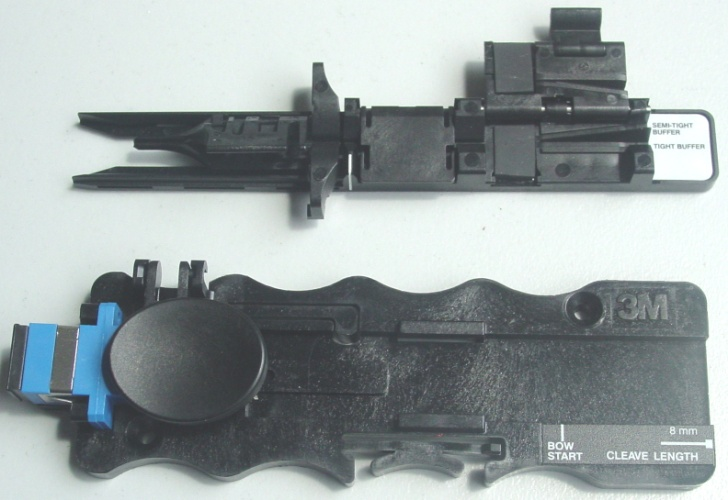 SEMI-TIGHT
BUFFER
TIGHT BUFFER
3M
8 mm
BOW
START
CLEAVE LENGTH